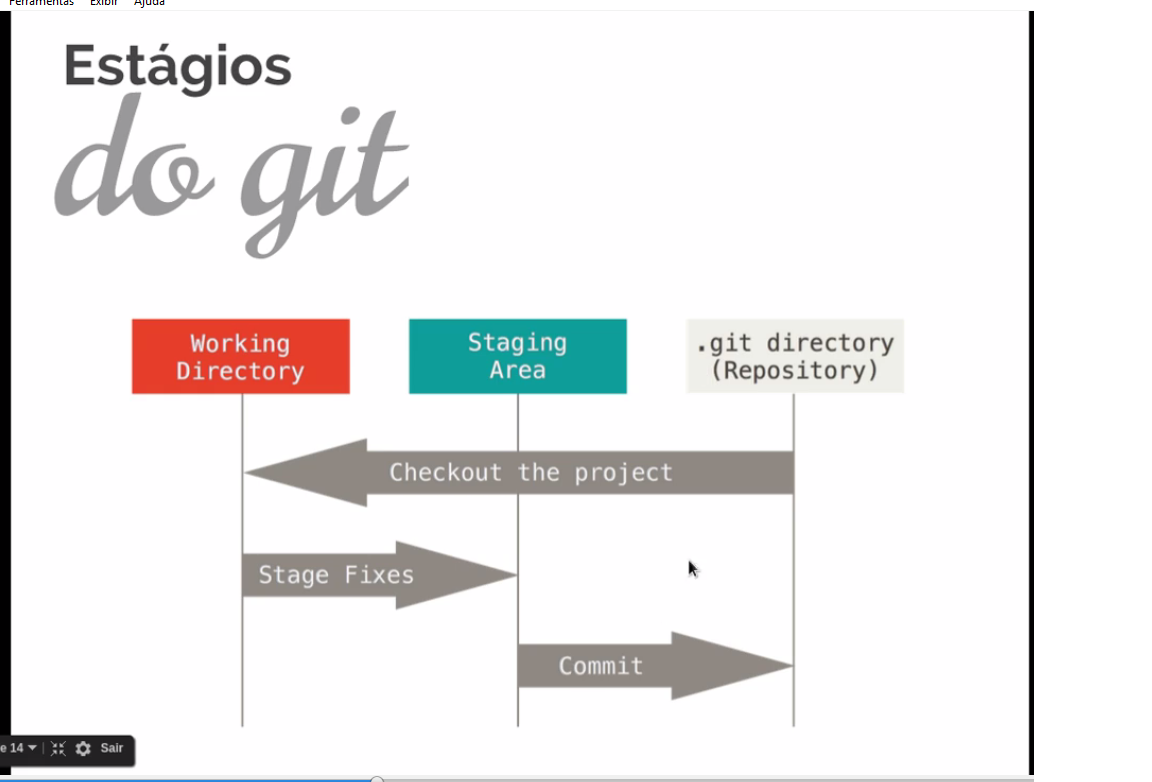 Ferramentas Exibir Ajuda
Estágios
do git
Working
Directory
Staging
Area
.git directory
(Repository)
Checkout the project
Stage Fixes
Commit
e 14
Sair